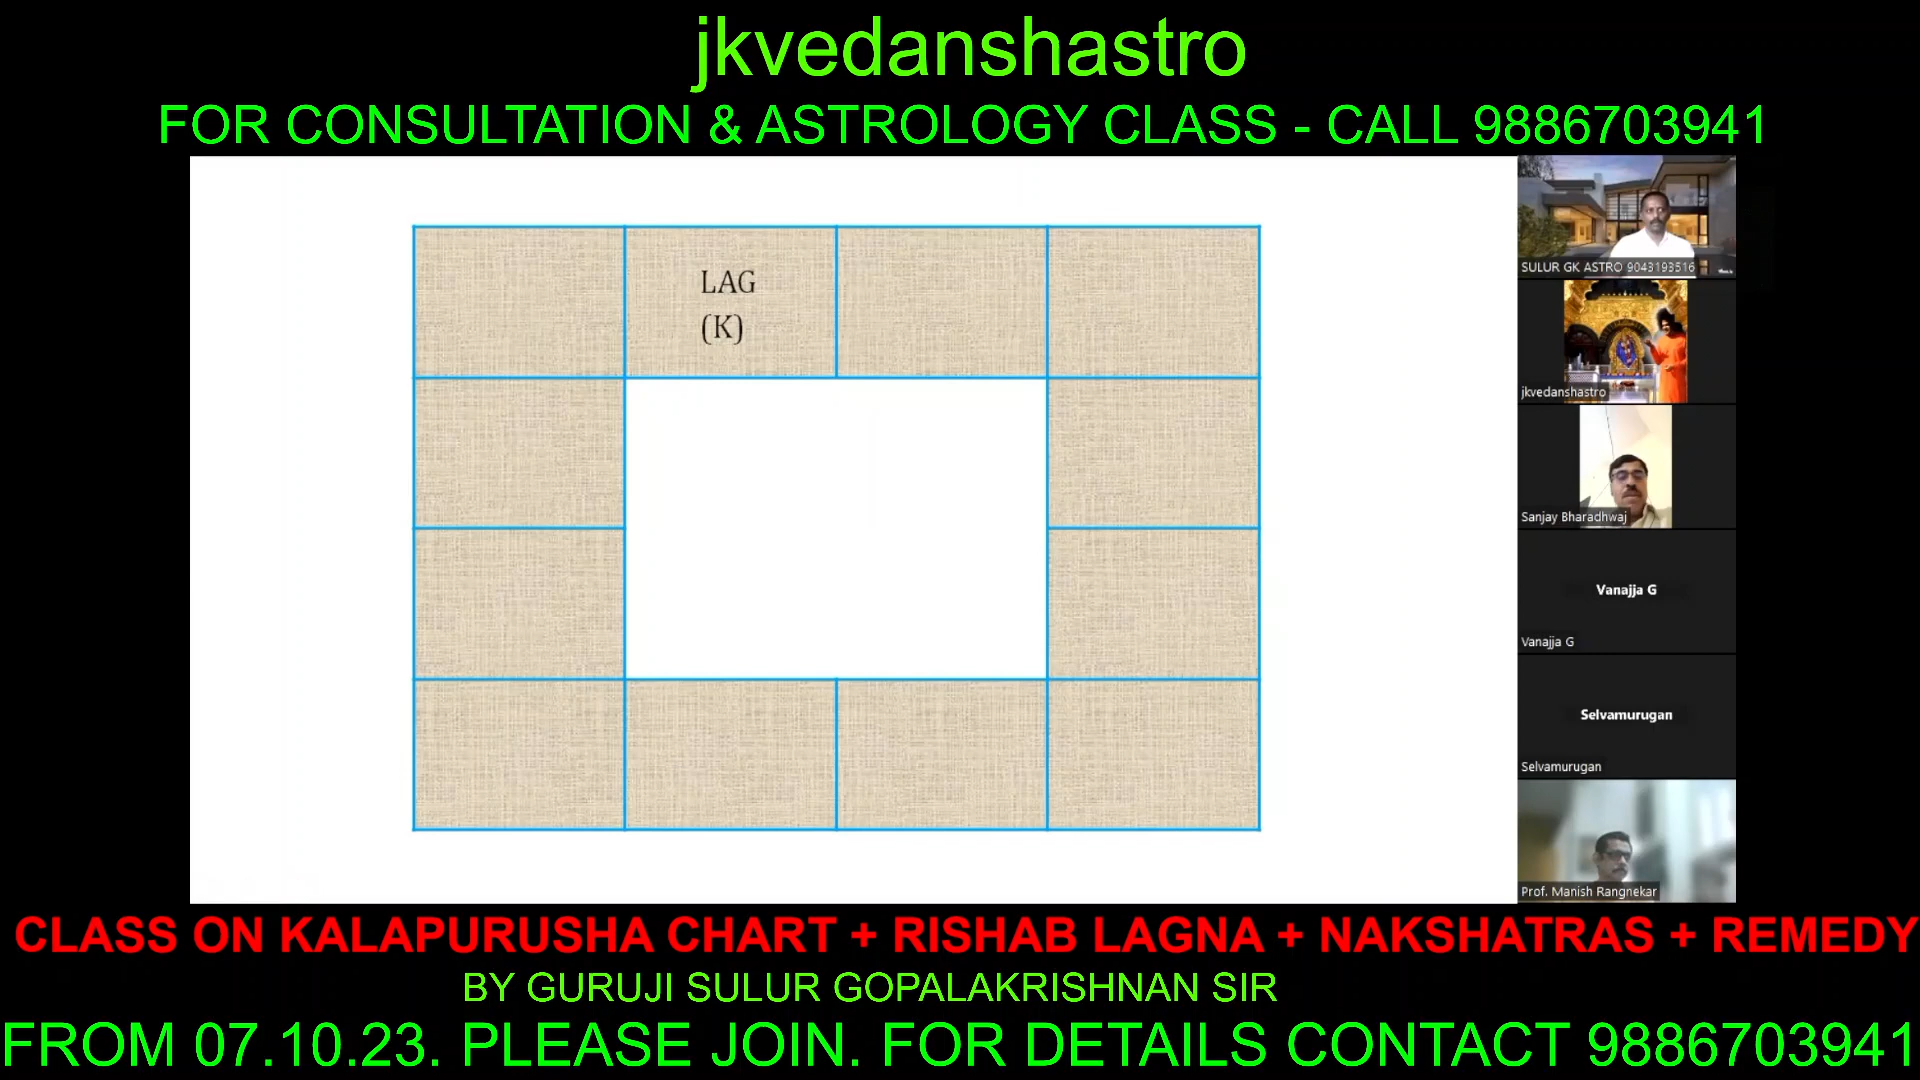 jkvedanshastro
FOR CONSULTATION & ASTROLOGY CLASS - CALL 9886703941
LAG
(K)
SULUR GK ASTRO 9043193516
jkvedanshastro
Sanjay Bharadhwaj
Vanajja G
Vanajja G
Selvamurugan
Selvamurugan
Prof. Manish Rangnekar
CLASS ON KALAPURUSHA CHART + RISHAB LAGNA + NAKSHATRAS + REMEDY
BY GURUJI SULUR GOPALAKRISHNAN SIR
FROM 07.10.23. PLEASE JOIN. FOR DETAILS CONTACT 9886703941